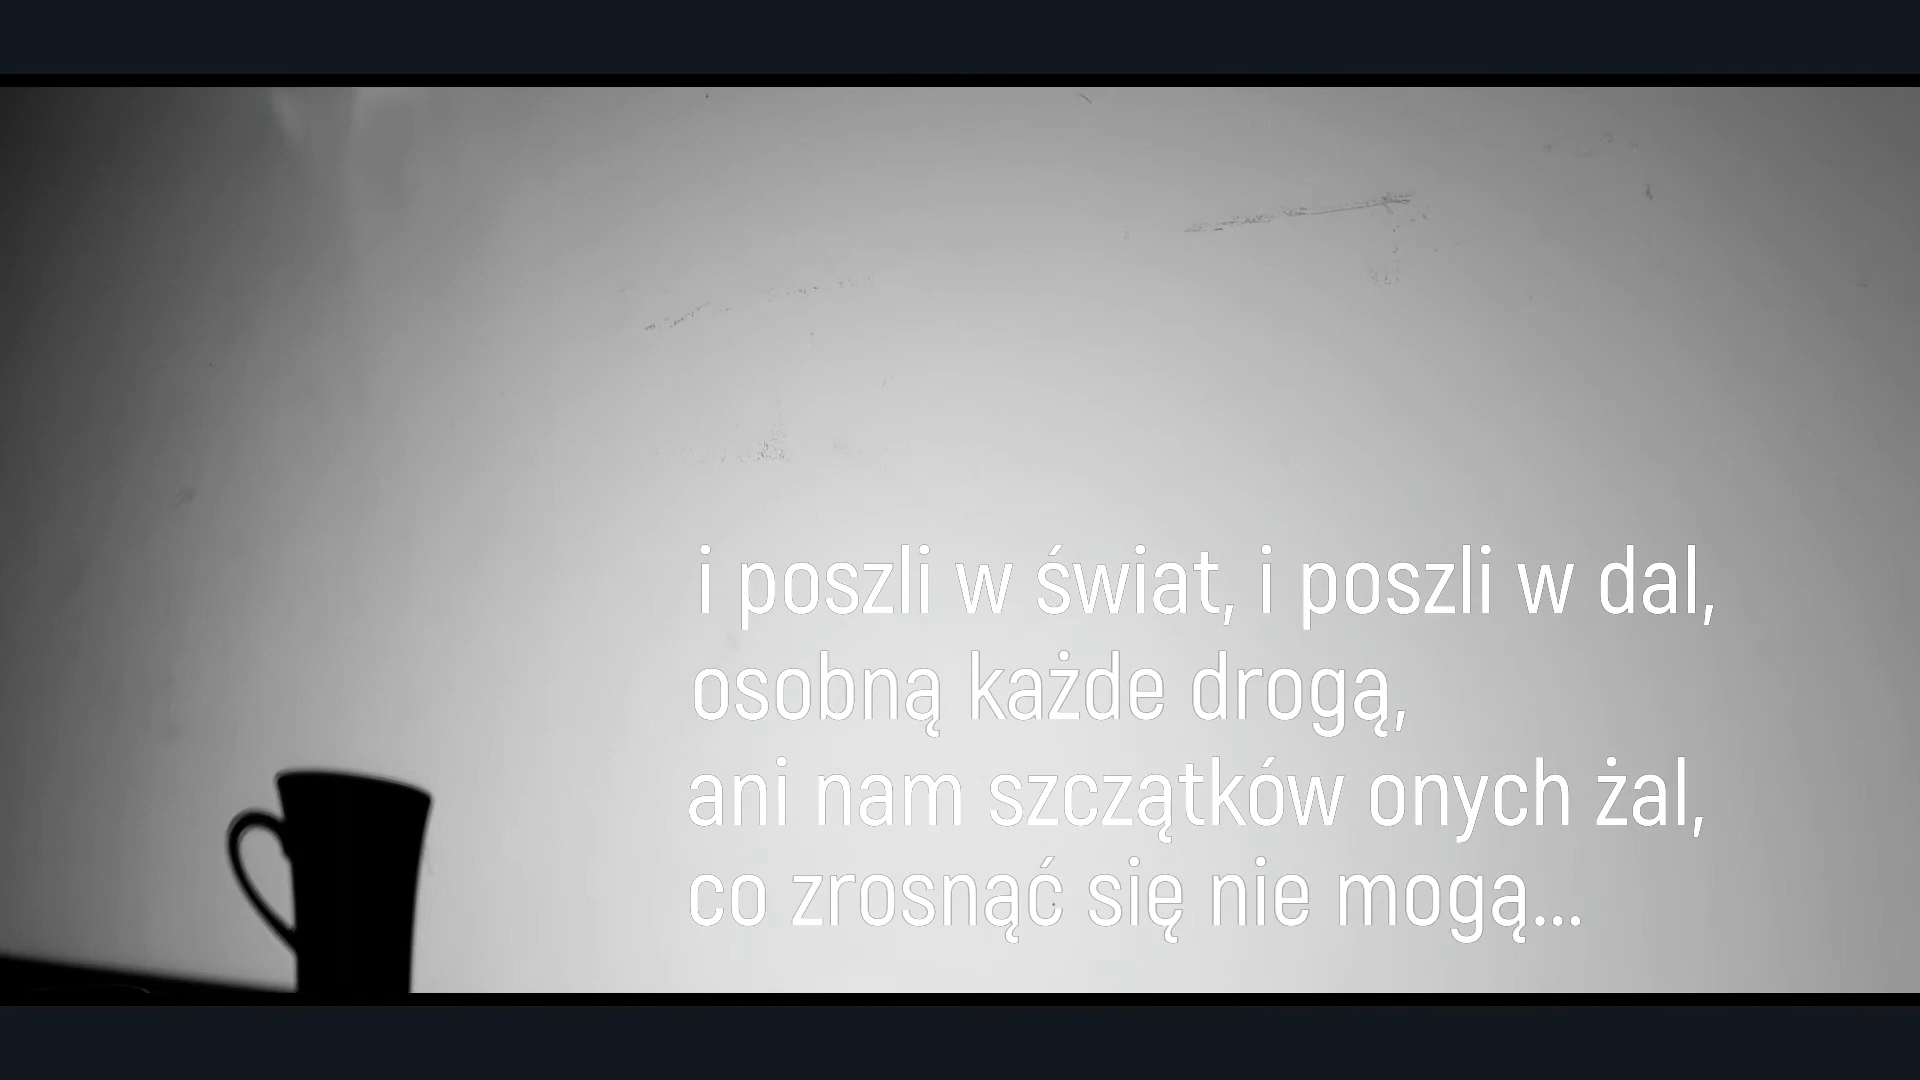 i poszli w świat, i poszli w dal,
osobną każde drogą,
ani nam szczątków onych żal,
co zrosnąć się nie mogą...